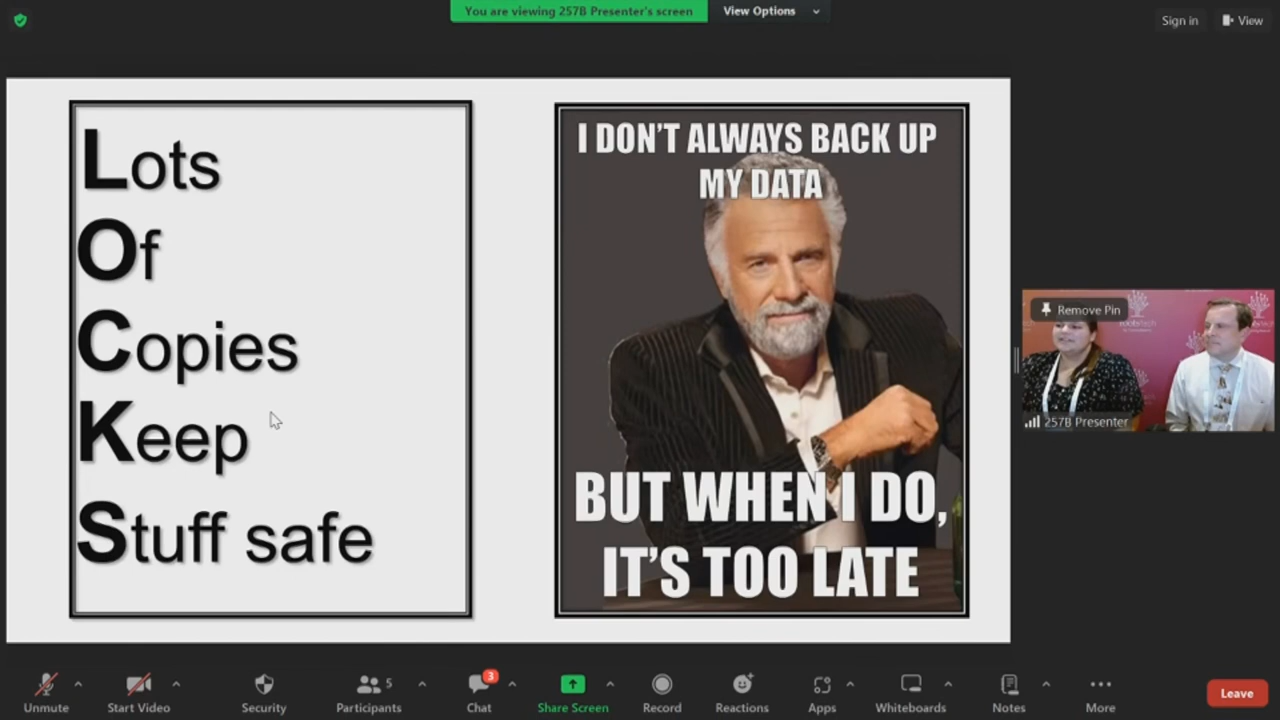 You are viewing 257B Presenter's screen
View Options
Sign in
View
Lots
Of
Copies
Keep
Stuff safe
I DON'T ALWAYS BACK UP
MY DATA
BUT WHEN I DO,
IT'S TOO LATE
Remove Pin
257B Presenter
Unmute
Start Video
Security
5
Participants
3
Chat
Share Screen
Record
Reactions
Apps
Whiteboards
Notes
More
Leave